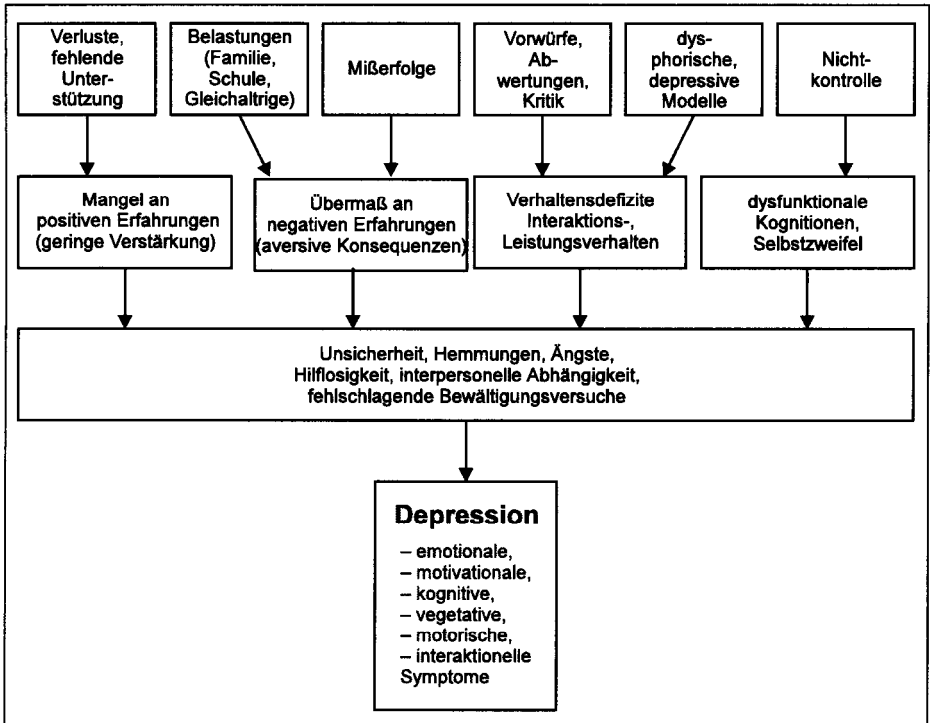 Verluste,
fehlende
Unter-
stützung
Belastungen
(Familie,
Schule,
Gleichaltrige)
Mißerfolge
Vorwürfe,
Ab-
wertungen,
Kritik
dys-
phorische,
depressive
Modelle
Nicht-
kontrolle
Mangel an
positiven Erfahrungen
(geringe Verstärkung)
Übermaß an
negativen Erfahrungen
(aversive Konsequenzen)
Verhaltensdefizite
Interaktions-,
Leistungsverhalten
dysfunktionale
Kognitionen,
Selbstzweifel
Unsicherheit, Hemmungen, Ängste,
Hilflosigkeit, interpersonelle Abhängigkeit,
fehlschlagende Bewältigungsversuche
Depression
– emotionale,
– motivationale,
– kognitive,
– vegetative,
– motorische,
– interaktionelle
Symptome